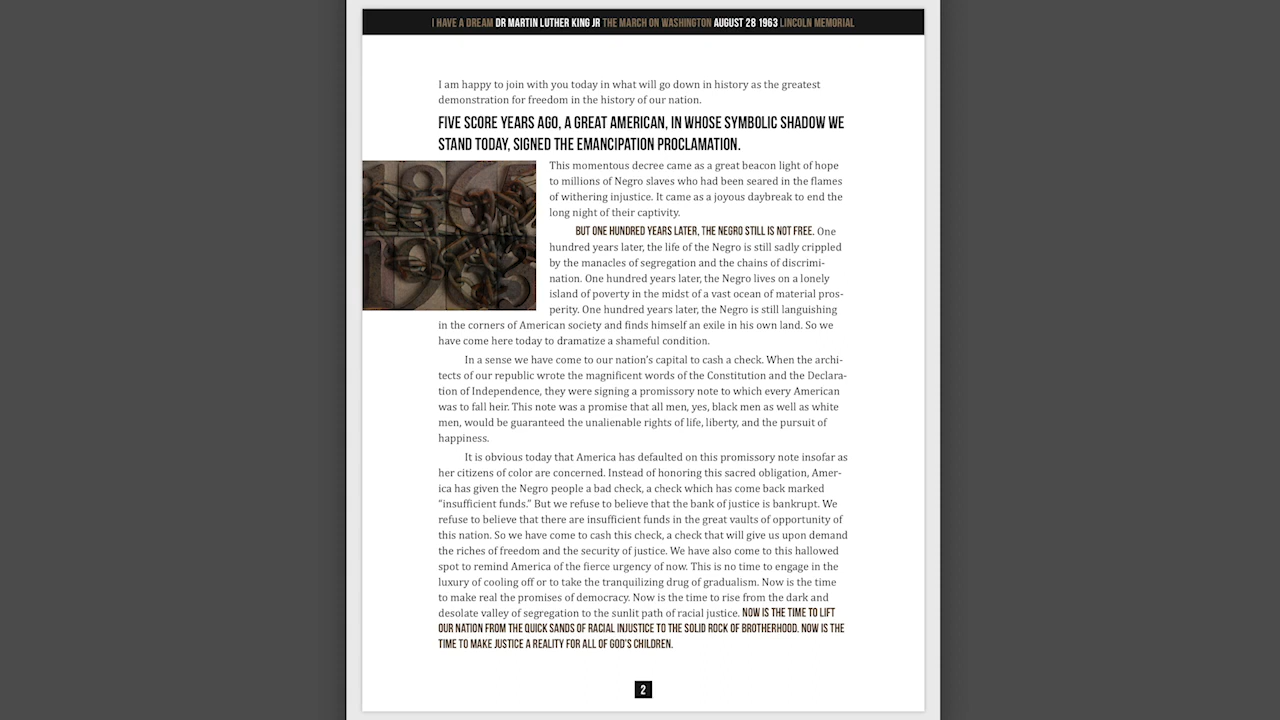 I HAVE A DREAM DR MARTIN LUTHER KING JR THE MARCH ON WASHINGTON AUGUST 28 1963 LINCOLN MEMORIAL
I am happy to join with you today in what will go down in history as the greatest
demonstration for freedom in the history of our nation.
FIVE SCORE YEARS AGO, A GREAT AMERICAN, IN WHOSE SYMBOLIC SHADOW WE
STAND TODAY, SIGNED THE EMANCIPATION PROCLAMATION.
1863
1963
This momentous decree came as a great beacon light of hope
to millions of Negro slaves who had been seared in the flames
of withering injustice. It came as a joyous daybreak to end the
long night of their captivity.
BUT ONE HUNDRED YEARS LATER, THE NEGRO STILL IS NOT FREE. One
hundred years later, the life of the Negro is still sadly crippled
by the manacles of segregation and the chains of discrimi-
nation. One hundred years later, the Negro lives on a lonely
island of poverty in the midst of a vast ocean of material pros-
perity. One hundred years later, the Negro is still languishing
in the corners of American society and finds himself an exile in his own land. So we
have come here today to dramatize a shameful condition.
In a sense we have come to our nation's capital to cash a check. When the archi-
tects of our republic wrote the magnificent words of the Constitution and the Declara-
tion of Independence, they were signing a promissory note to which every American
was to fall heir. This note was a promise that all men, yes, black men as well as white
men, would be guaranteed the unalienable rights of life, liberty, and the pursuit of
happiness.
It is obvious today that America has defaulted on this promissory note insofar as
her citizens of color are concerned. Instead of honoring this sacred obligation, Amer-
ica has given the Negro people a bad check, a check which has come back marked
“insufficient funds.” But we refuse to believe that the bank of justice is bankrupt. We
refuse to believe that there are insufficient funds in the great vaults of opportunity of
this nation. So we have come to cash this check, a check that will give us upon demand
the riches of freedom and the security of justice. We have also come to this hallowed
spot to remind America of the fierce urgency of now. This is no time to engage in the
luxury of cooling off or to take the tranquilizing drug of gradualism. Now is the time
to make real the promises of democracy. Now is the time to rise from the dark and
desolate valley of segregation to the sunlit path of racial justice. NOW IS THE TIME TO LIFT
OUR NATION FROM THE QUICK SANDS OF RACIAL INJUSTICE TO THE SOLID ROCK OF BROTHERHOOD. NOW IS THE
TIME TO MAKE JUSTICE A REALITY FOR ALL OF GOD'S CHILDREN.
2